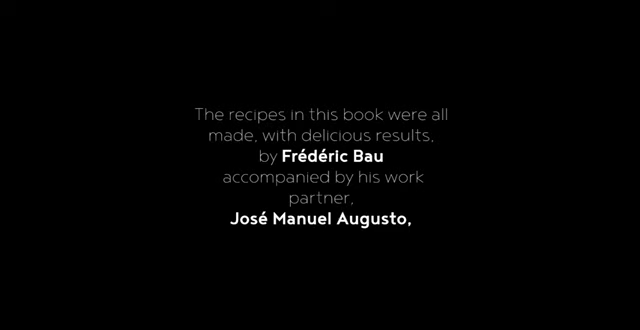 The recipes in this book were all
made, with delicious results,
by Frédéric Bau
accompanied by his work
partner,
José Manuel Augusto,